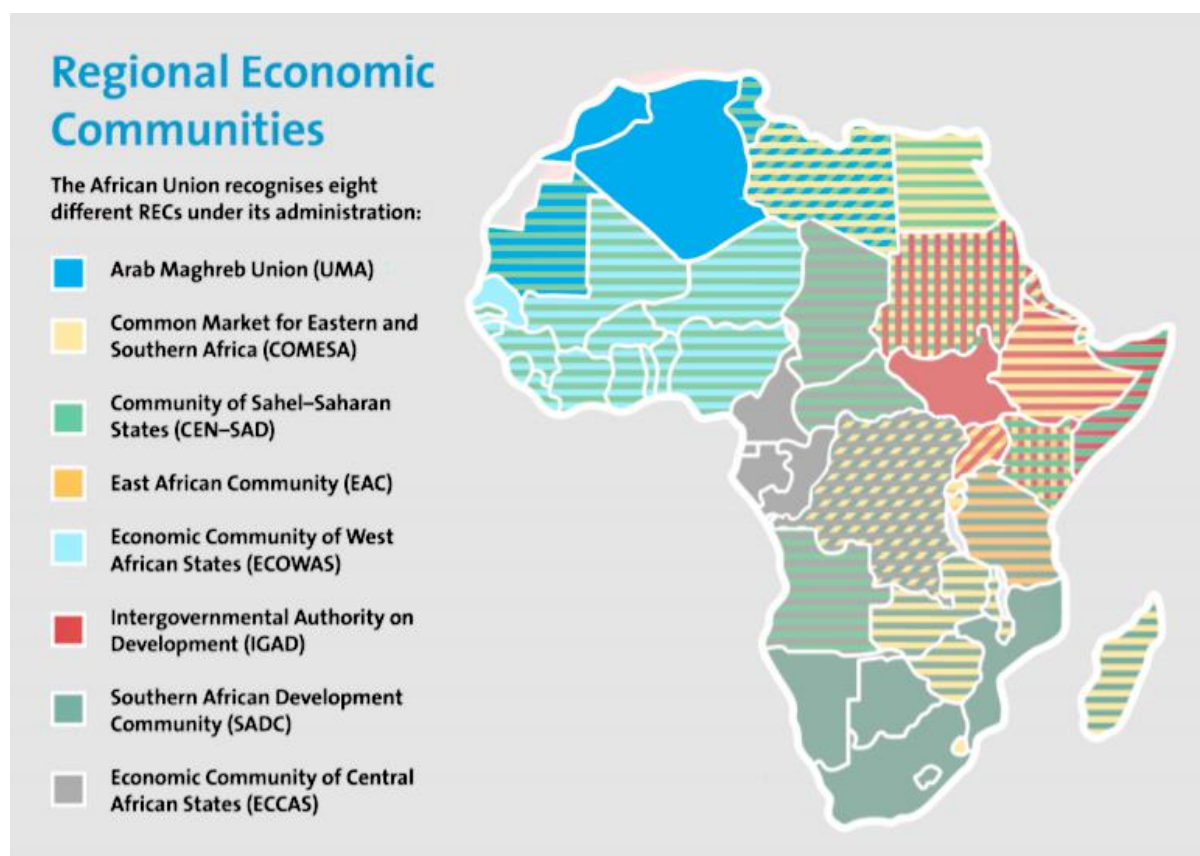 Regional Economic
Communities
The African Union recognises eight
different RECs under its administration:
Arab Maghreb Union (UMA)
Common Market for Eastern and
Southern Africa (COMESA)
Community of Sahel–Saharan
States (CEN–SAD)
East African Community (EAC)
Economic Community of West
African States (ECOWAS)
Intergovernmental Authority on
Development (IGAD)
Southern African Development
Community (SADC)
Economic Community of Central
African States (ECCAS)